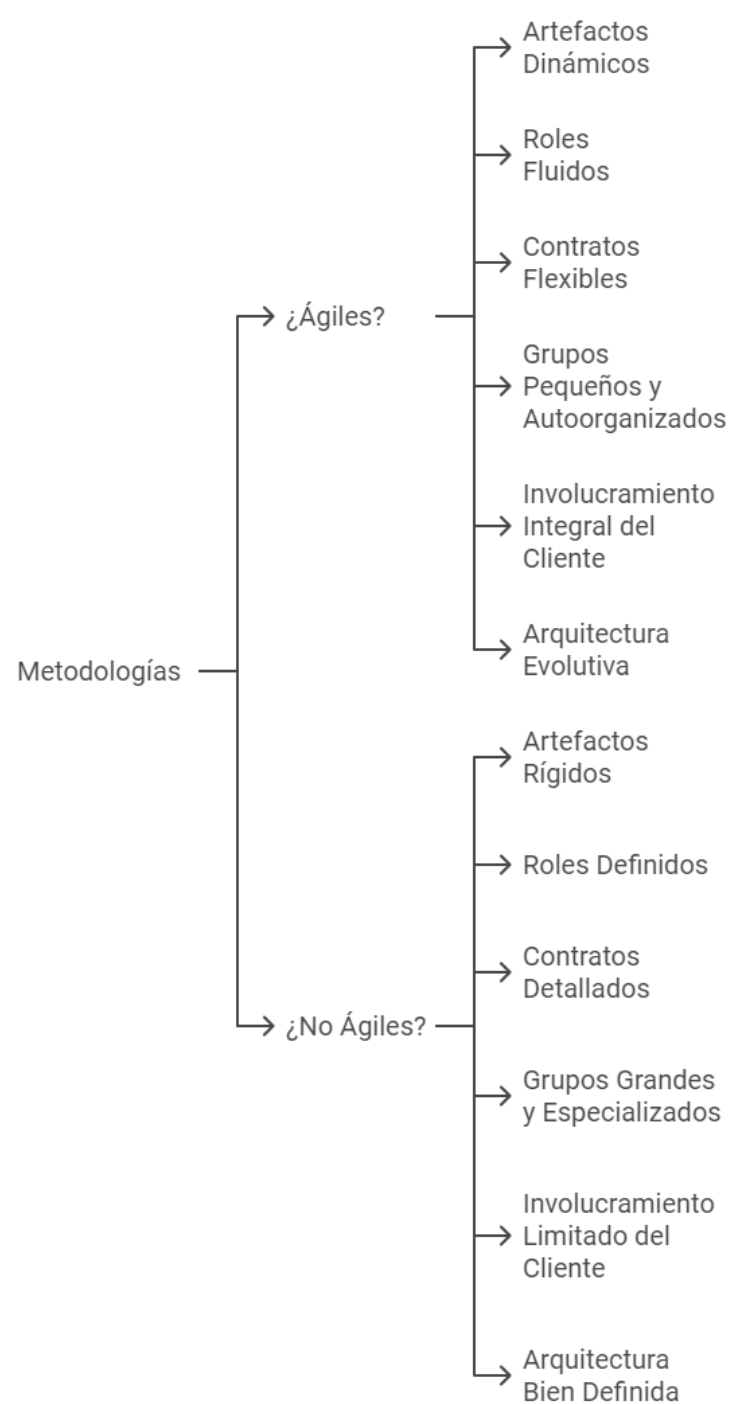 Artefactos
Dinámicos
Roles
Fluidos
Contratos
Flexibles
¿Ágiles?
Grupos
Pequeños y
Autoorganizados
Involucramiento
Integral del
Cliente
Arquitectura
Evolutiva
Metodologías
Artefactos
Rígidos
Roles Definidos
Contratos
Detallados
¿No Ágiles?
Grupos Grandes
y Especializados
Involucramiento
Limitado del
Cliente
Arquitectura
Bien Definida